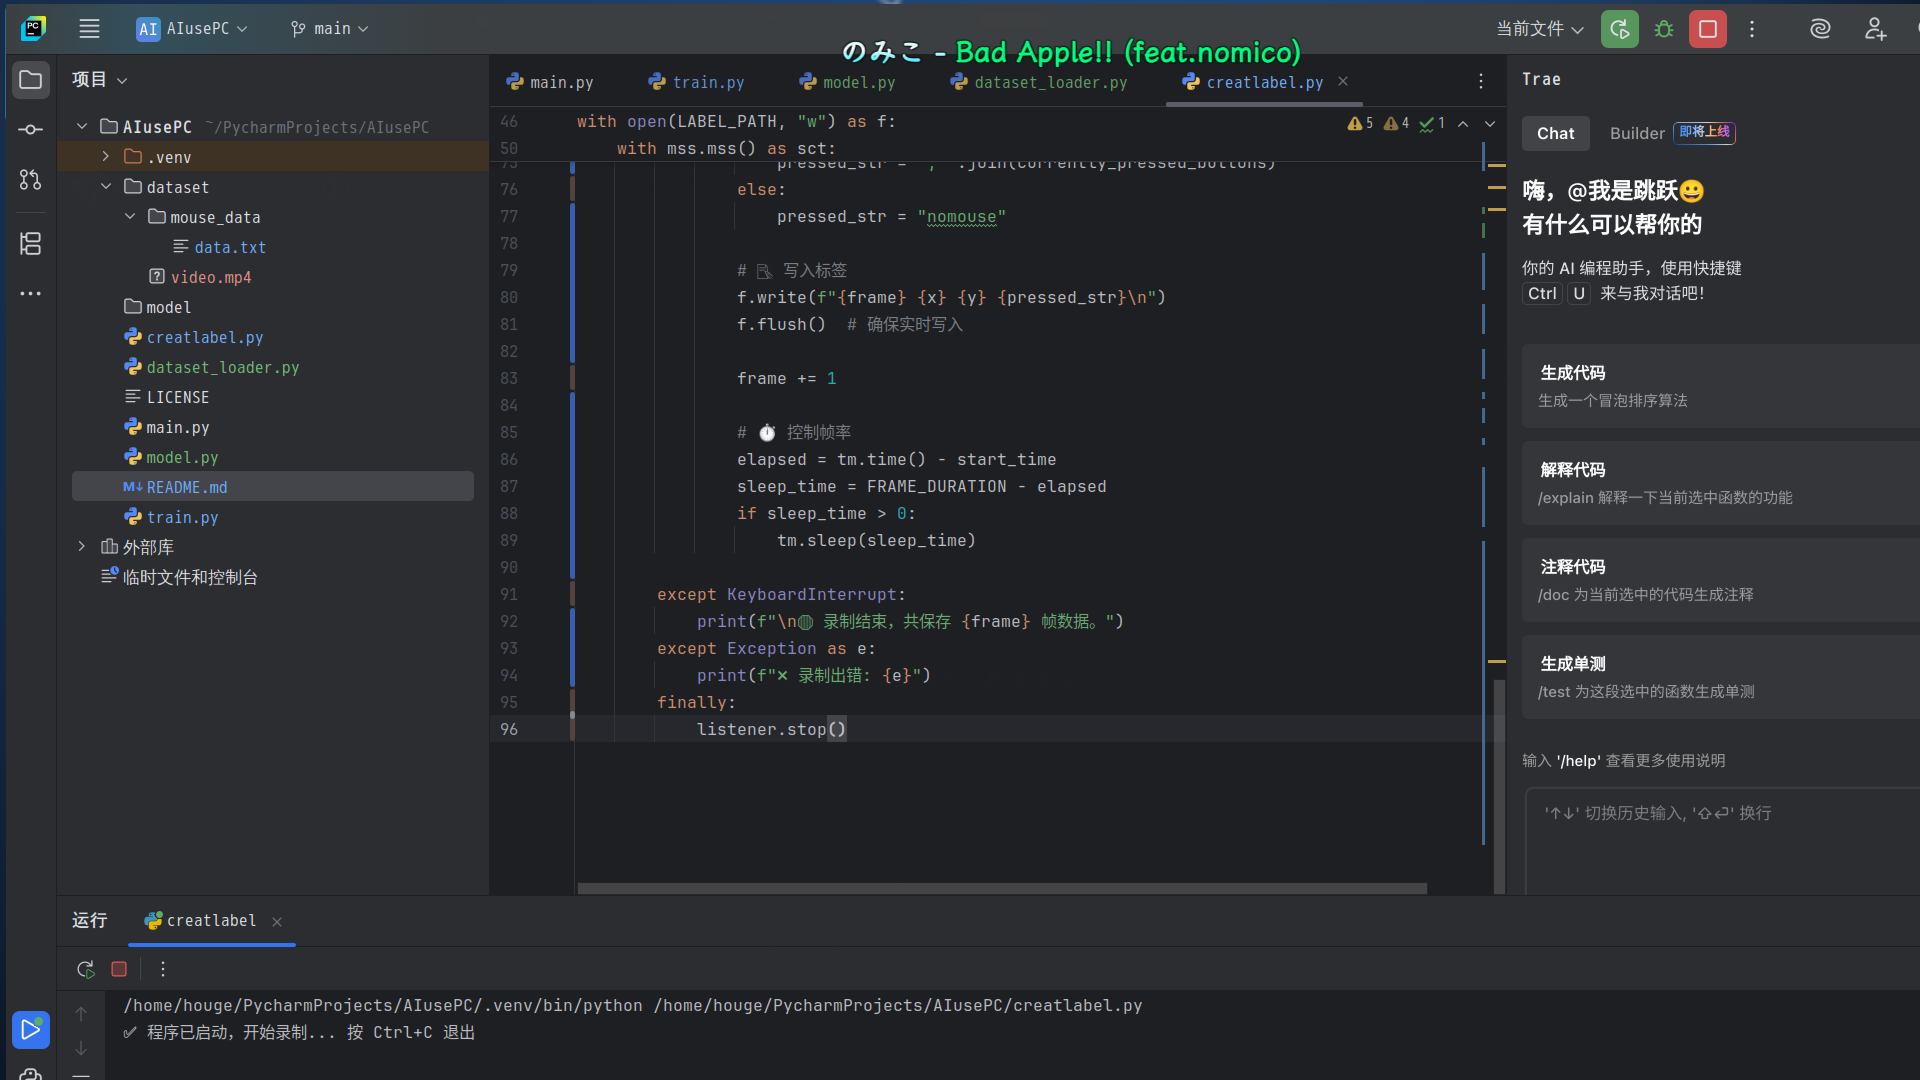 PC
AI AIusePC
main
当前文件
のみこ - Bad Apple!! (feat.nomico)
项目
main.py
train.py
model.py
dataset_loader.py
creatlabel.py
Trae
AIusePC ~/PycharmProjects/AIusePC
.venv
dataset
mouse_data
data.txt
video.mp4
model
creatlabel.py
dataset_loader.py
LICENSE
main.py
model.py
M↓ README.md
train.py
外部库
临时文件和控制台
46 with open(LABEL_PATH, "w") as f:
5 4 1
50 with mss.mss() as sct:
75 pressed_str = ",".join(currently_pressed_buttons)
76 else:
77 pressed_str = "nomouse"
78
79 # 写入标签
80 f.write(f"{frame} {x} {y} {pressed_str}\n")
81 f.flush() # 确保实时写入
82
83 frame += 1
84
85 # ⏱️ 控制帧率
86 elapsed = tm.time() - start_time
87 sleep_time = FRAME_DURATION - elapsed
88 if sleep_time > 0:
89 tm.sleep(sleep_time)
90
91 except KeyboardInterrupt:
92 print(f"\n 录制结束，共保存 {frame} 帧数据。")
93 except Exception as e:
94 print(f"❌ 录制出错: {e}")
95 finally:
96 listener.stop()
Chat
Builder 即将上线
嗨，@我是跳跃😀
有什么可以帮你的
你的 AI 编程助手，使用快捷键
Ctrl U 来与我对话吧！
生成代码
生成一个冒泡排序算法
解释代码
/explain 解释一下当前选中函数的功能
注释代码
/doc 为当前选中的代码生成注释
生成单测
/test 为这段选中的函数生成单测
输入 '/help' 查看更多使用说明
'↑↓' 切换历史输入, '⇧⏎' 换行
运行
creatlabel
/home/houge/PycharmProjects/AIusePC/.venv/bin/python /home/houge/PycharmProjects/AIusePC/creatlabel.py
✅ 程序已启动，开始录制... 按 Ctrl+C 退出